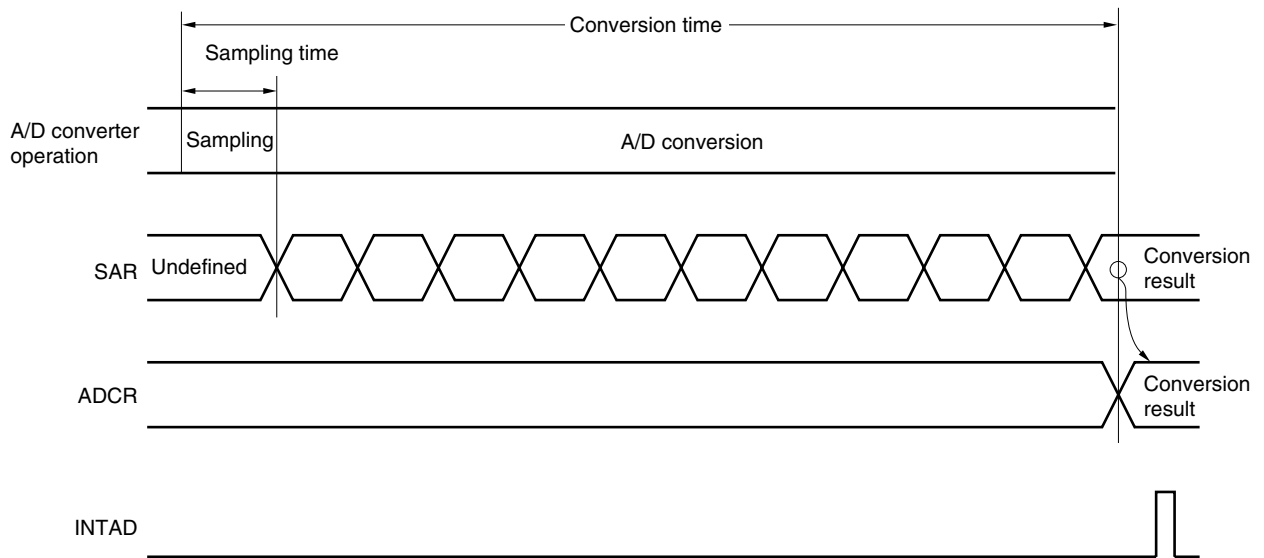 Conversion time
Sampling time
A/D converter
operation
Sampling
A/D conversion
SAR
Undefined
Conversion
result
ADCR
Conversion
result
INTAD